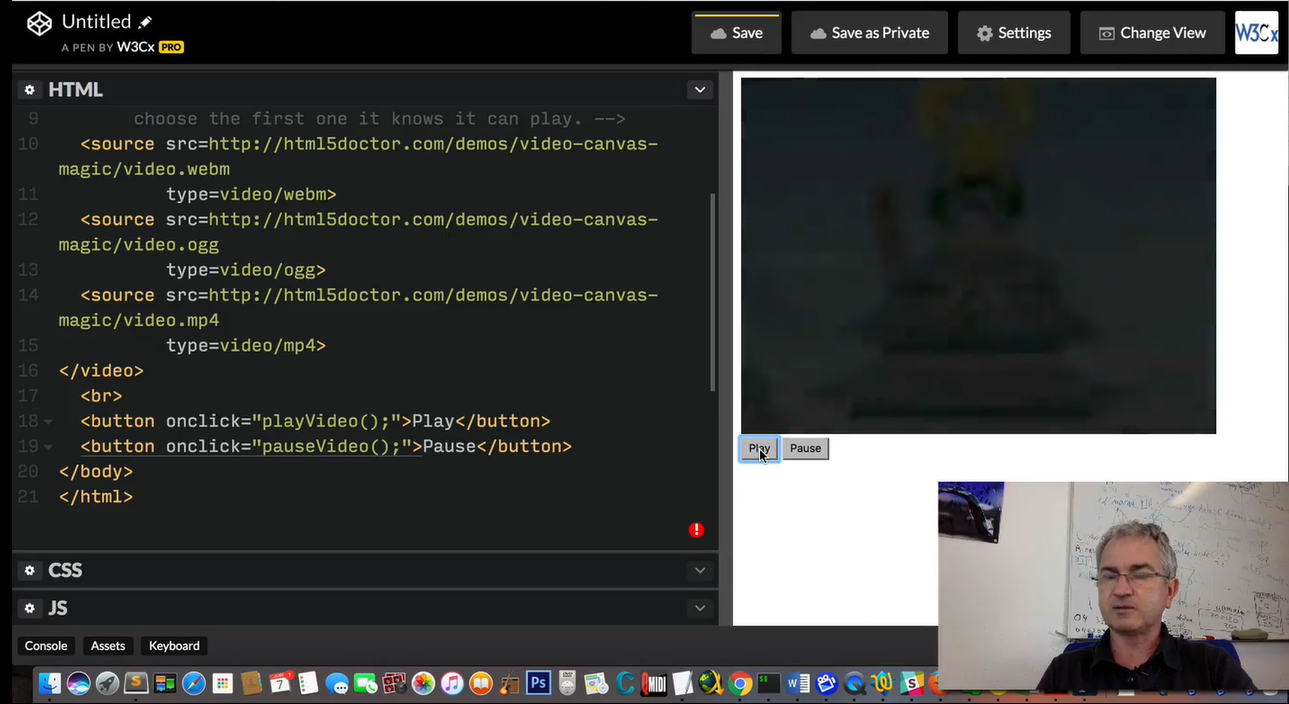 Untitled
A PEN BY W3Cx PRO
Save
Save as Private
Settings
Change View
W3Cx
HTML
9 choose the first one it knows it can play. -->
10 <source src=http://html5doctor.com/demos/video-canvas-
magic/video.webm
11 type=video/webm>
12 <source src=http://html5doctor.com/demos/video-canvas-
magic/video.ogg
13 type=video/ogg>
14 <source src=http://html5doctor.com/demos/video-canvas-
magic/video.mp4
15 type=video/mp4>
16 </video>
17 <br>
18 <button onclick="playVideo();">Play</button>
19 <button onclick="pauseVideo();">Pause</button>
20 </body>
21 </html>
Play
Pause
CSS
JS
Console
Assets
Keyboard
7
Ps
MIDI
W
S